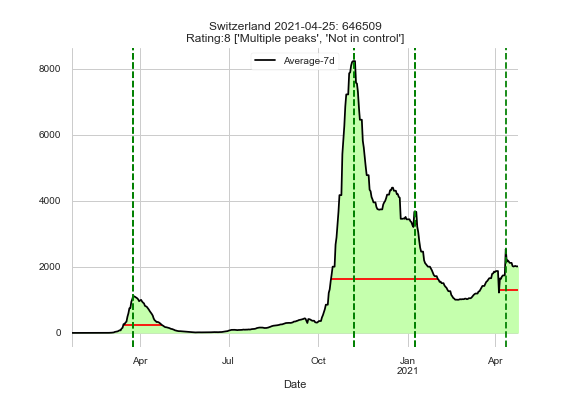 Switzerland 2021-04-25: 646509
Rating:8 ['Multiple peaks', 'Not in control']
Average-7d
8000
6000
4000
2000
0
Apr Jul Oct Jan Apr
2021
Date